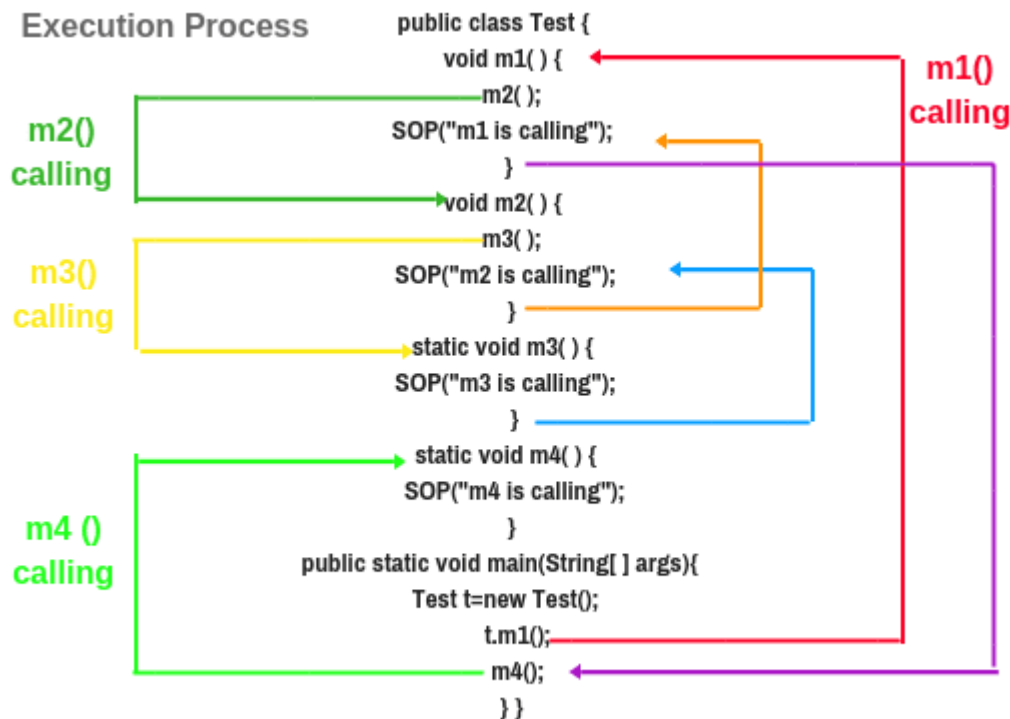 Execution Process
public class Test {
void m1( ) {
m1()
calling
m2( );
m2()
calling
SOP("m1 is calling");
}
void m2( ) {
m3( );
m3()
calling
SOP("m2 is calling");
}
static void m3( ) {
SOP("m3 is calling");
}
static void m4( ) {
SOP("m4 is calling");
}
m4 ()
calling
public static void main(String[ ] args){
Test t=new Test();
t.m1();
m4();
} }